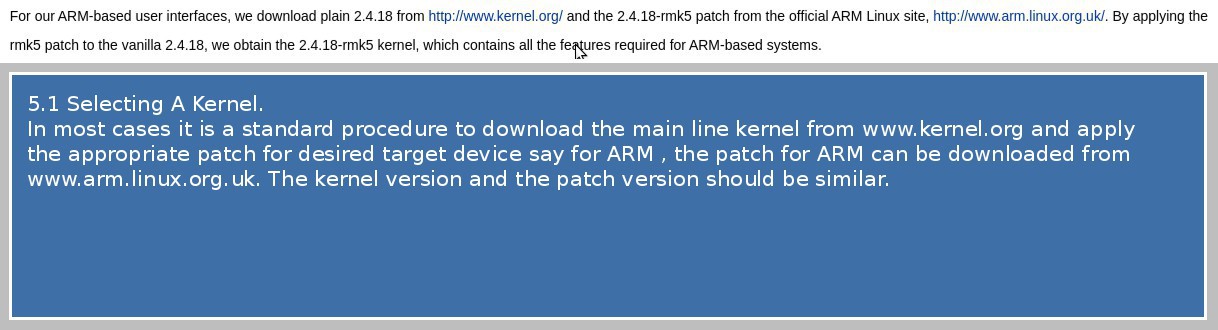 For our ARM-based user interfaces, we download plain 2.4.18 from http://www.kernel.org/ and the 2.4.18-rmk5 patch from the official ARM Linux site, http://www.arm.linux.org.uk/. By applying the
rmk5 patch to the vanilla 2.4.18, we obtain the 2.4.18-rmk5 kernel, which contains all the features required for ARM-based systems.
5.1 Selecting A Kernel.
In most cases it is a standard procedure to download the main line kernel from www.kernel.org and apply
the appropriate patch for desired target device say for ARM , the patch for ARM can be downloaded from
www.arm.linux.org.uk. The kernel version and the patch version should be similar.